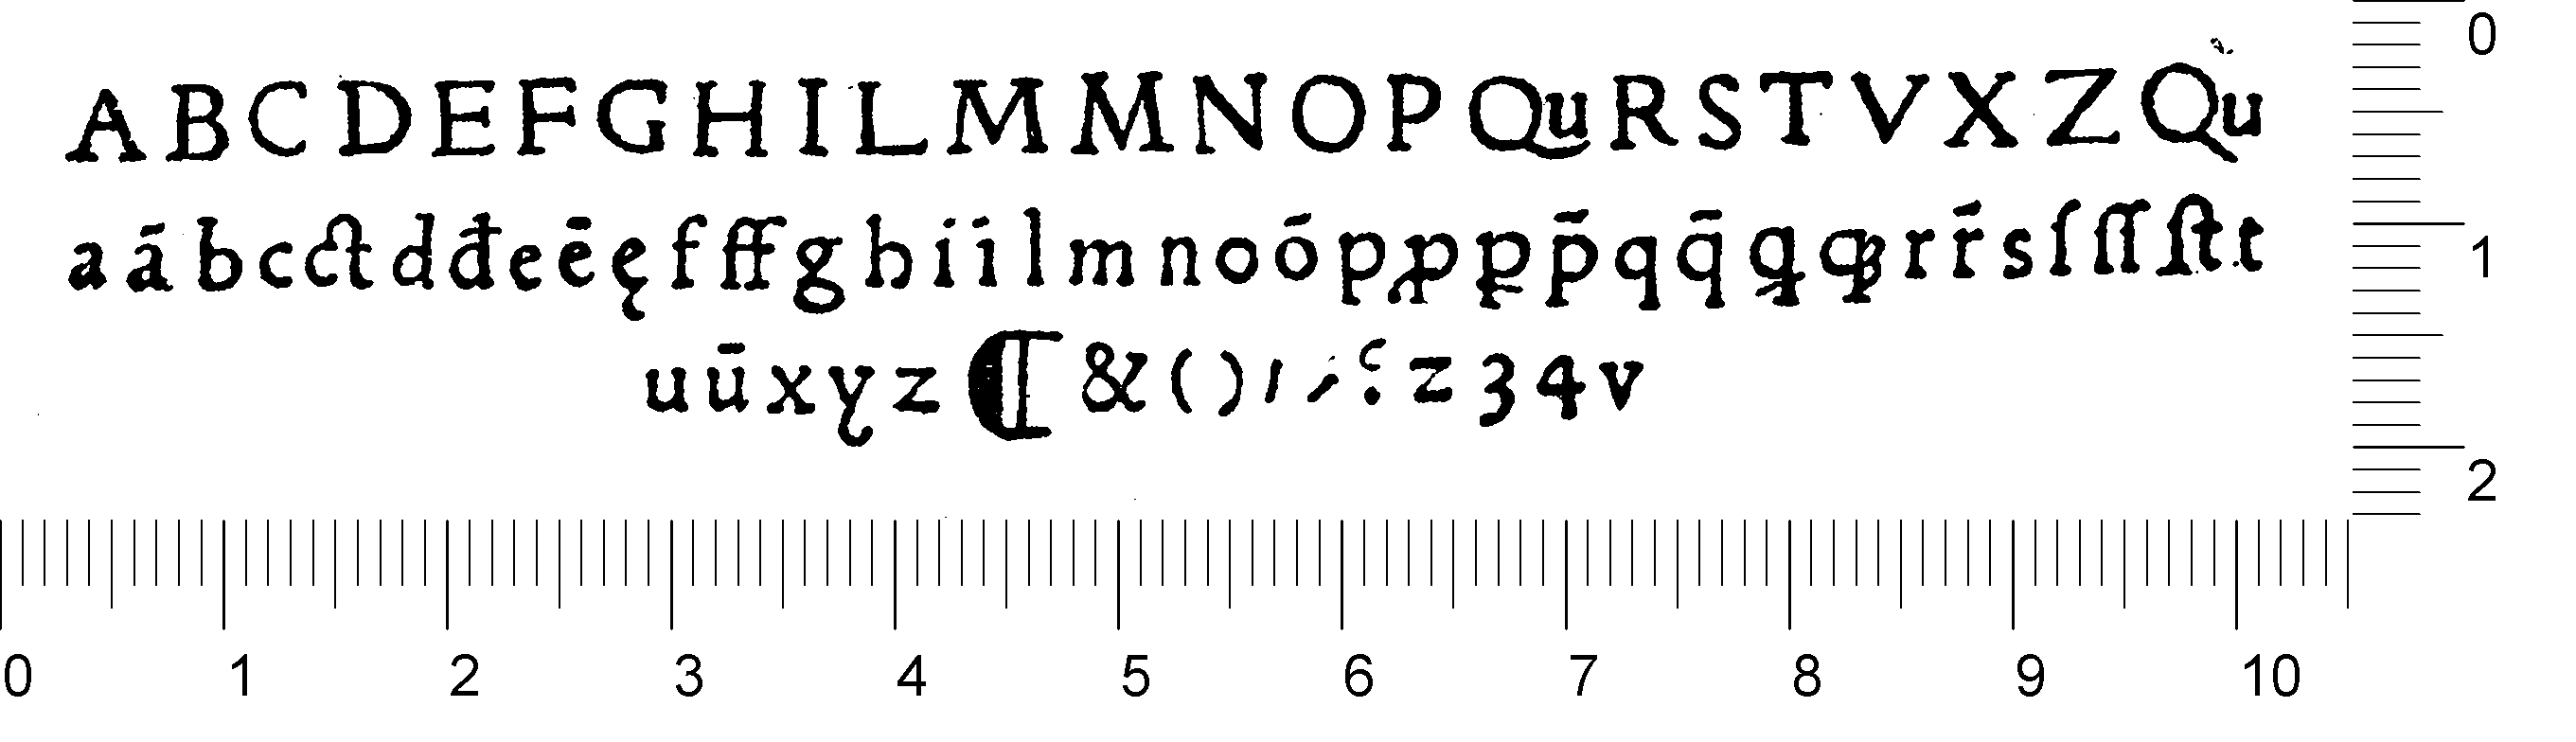 A B C D E F G H I L M M N O P Qu R S T V X Z Qu
a ā b c ct d đ e ē ę f ff g h i ī l m n o ō p ꝓ ꝑ p̄ q q̄ ꝗ qꝫ r r̄ s ſ ſſ ſt t
u ū x y z ¶ & ( ) / ⸝ ؟ z 3 4 v
0 1 2 3 4 5 6 7 8 9 10
0
1
2